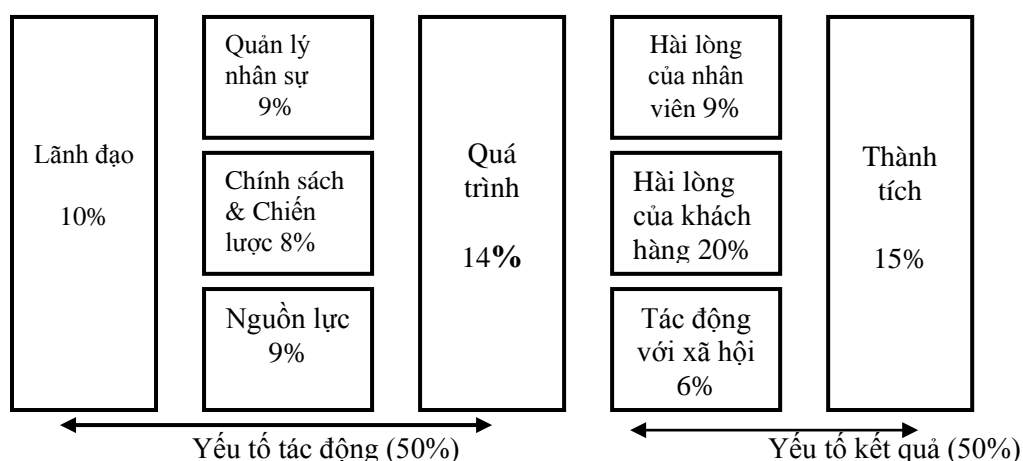 Lãnh đạo
10%
Quản lý
nhân sự
9%
Chính sách
& Chiến
lược 8%
Nguồn lực
9%
Quá
trình
14%
Hài lòng
của nhân
viên 9%
Hài lòng
của khách
hàng 20%
Tác động
với xã hội
6%
Thành
tích
15%
Yếu tố tác động (50%)
Yếu tố kết quả (50%)